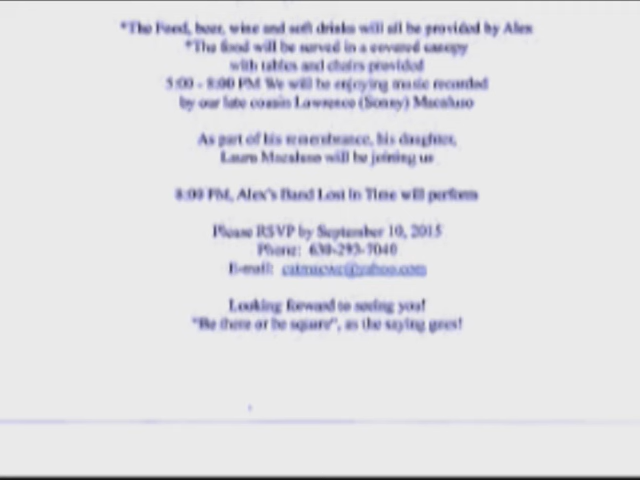 *The Food, beer, wine and soft drinks will all be provided by Alex
*The food will be served in a covered canopy
with tables and chairs provided
5:00 - 8:00 PM We will be enjoying music recorded
by our late cousin Lawrence (Sonny) Macaluso
As part of his remembrance, his daughter,
Laura Macaluso will be joining us
8:00 PM, Alex's Band Lost In Time will perform
Please RSVP by September 10, 2015
Phone: 630-293-7040
E-mail:
Looking forward to seeing you!
"Be there or be square", as the saying goes!